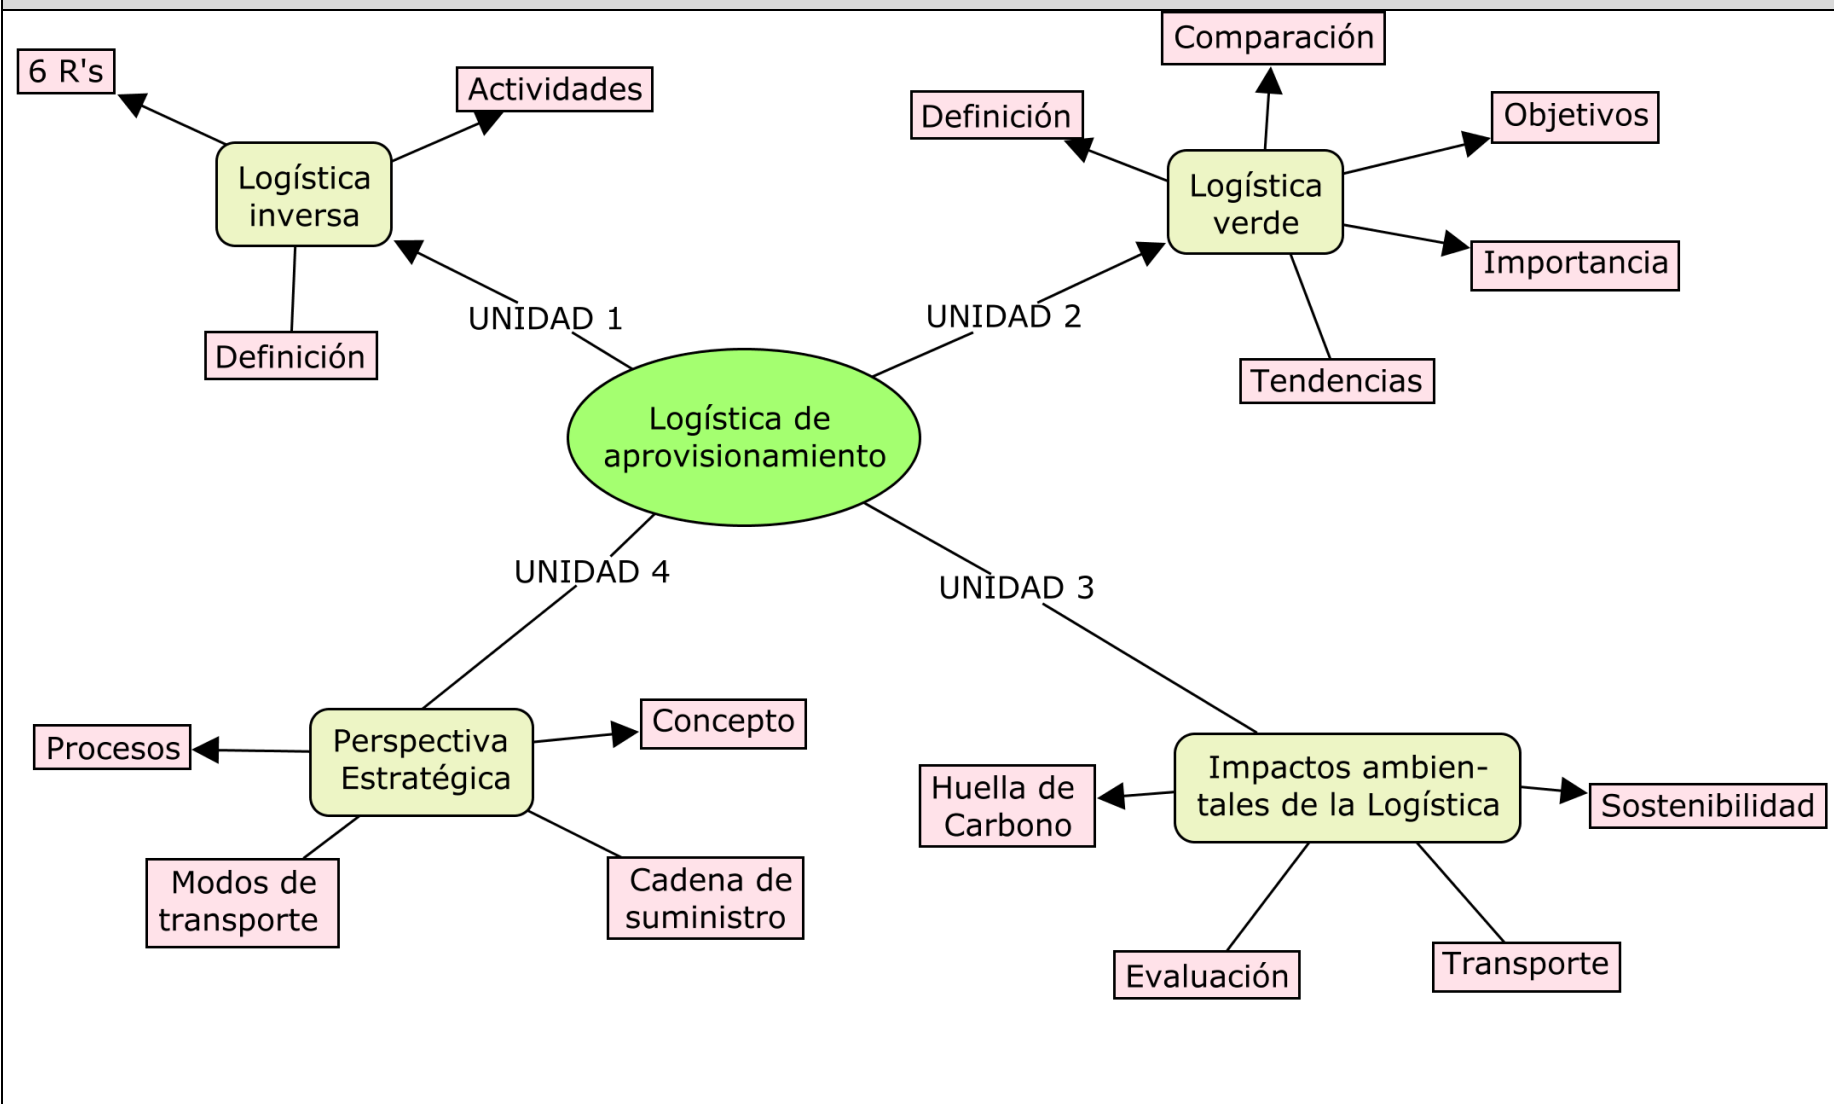 Comparación
6 R's
Actividades
Definición
Objetivos
Logística
inversa
Logística
verde
Importancia
UNIDAD 1
UNIDAD 2
Definición
Tendencias
Logística de
aprovisionamiento
UNIDAD 4
UNIDAD 3
Procesos
Perspectiva
Estratégica
Concepto
Huella de
Carbono
Impactos ambien-
tales de la Logística
Sostenibilidad
Modos de
transporte
Cadena de
suministro
Evaluación
Transporte